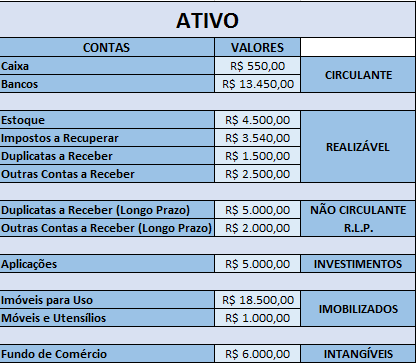 ATIVO
CONTAS VALORES
Caixa R$ 550,00 CIRCULANTE
Bancos R$ 13.450,00
Estoque R$ 4.500,00 REALIZÁVEL
Impostos a Recuperar R$ 3.540,00
Duplicatas a Receber R$ 1.500,00
Outras Contas a Receber R$ 2.500,00
Duplicatas a Receber (Longo Prazo) R$ 5.000,00 NÃO CIRCULANTE
Outras Contas a Receber (Longo Prazo) R$ 2.000,00 R.L.P.
Aplicações R$ 5.000,00 INVESTIMENTOS
Imóveis para Uso R$ 18.500,00 IMOBILIZADOS
Móveis e Utensílios R$ 1.000,00
Fundo de Comércio R$ 6.000,00 INTANGÍVEIS